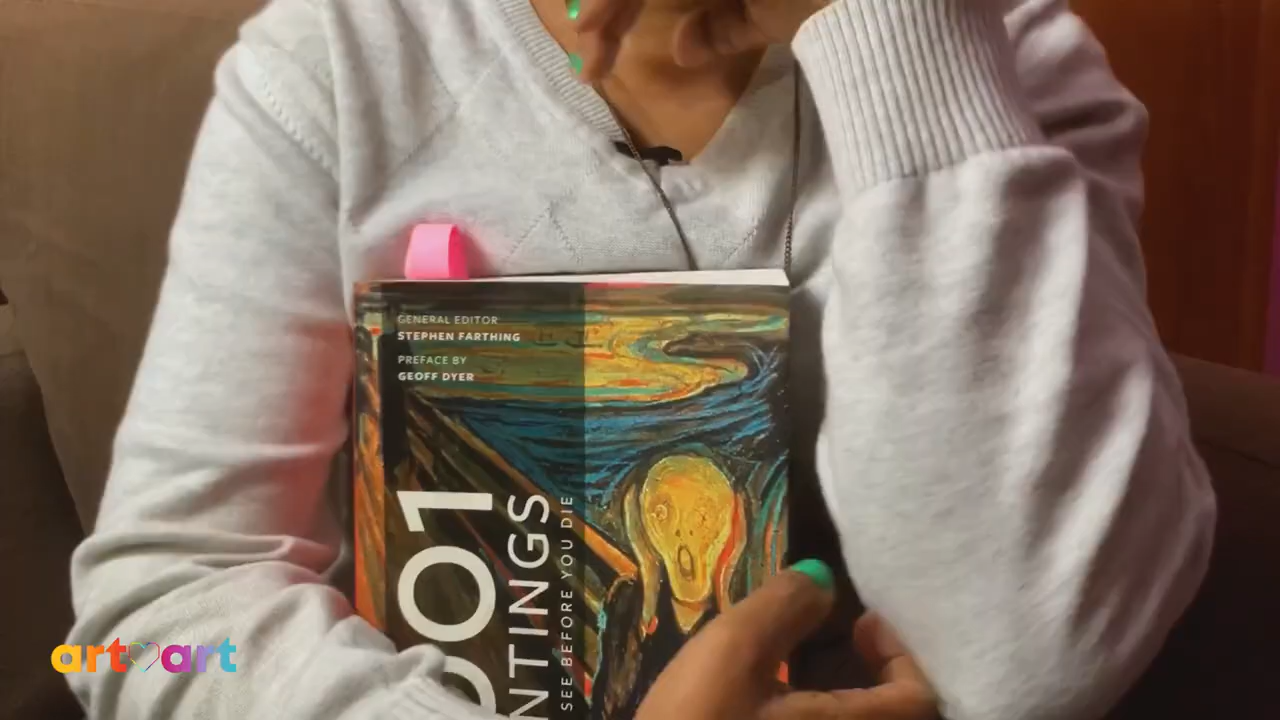 GENERAL EDITOR
STEPHEN FARTHING
PREFACE BY
GEOFF DYER
001
NTINGS
SEE BEFORE YOU DIE
art art